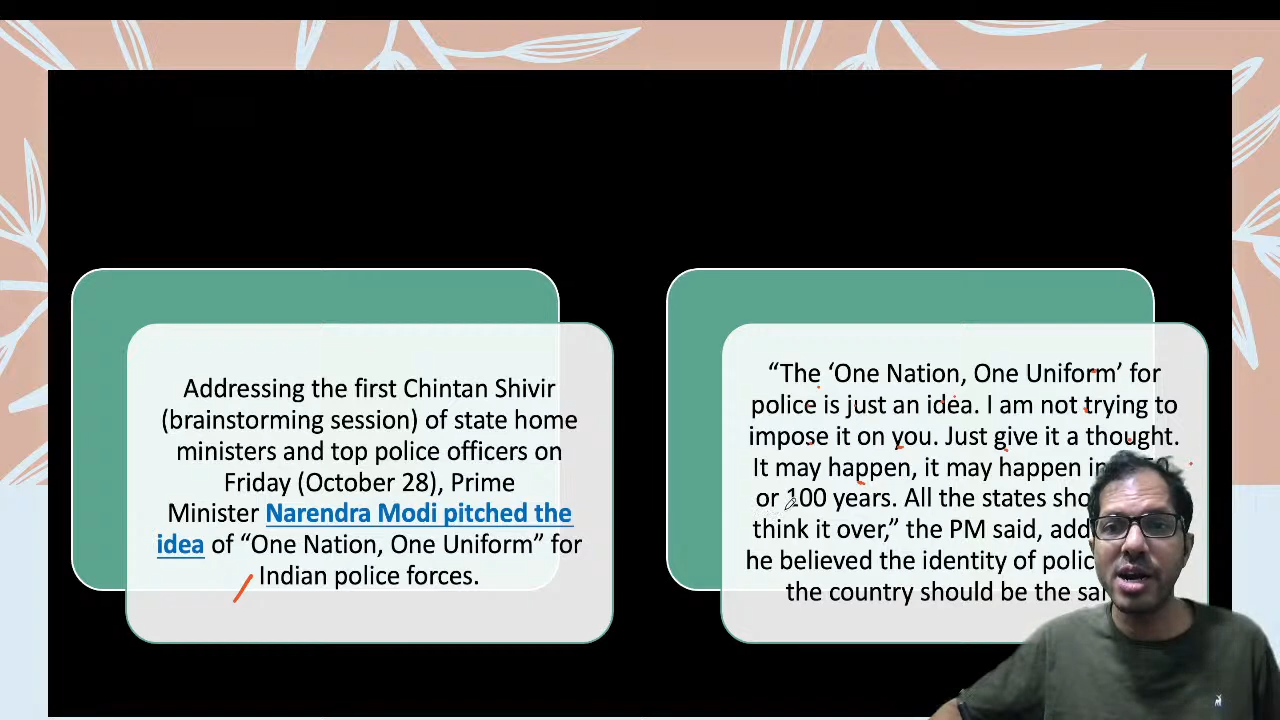 Addressing the first Chintan Shivir
(brainstorming session) of state home
ministers and top police officers on
Friday (October 28), Prime
Minister Narendra Modi pitched the
idea of “One Nation, One Uniform” for
Indian police forces.
“The ‘One Nation, One Uniform’ for
police is just an idea. I am not trying to
impose it on you. Just give it a thought.
It may happen, it may happen in
or 100 years. All the states
think it over,” the PM said,
he believed the identity of
the country should be the